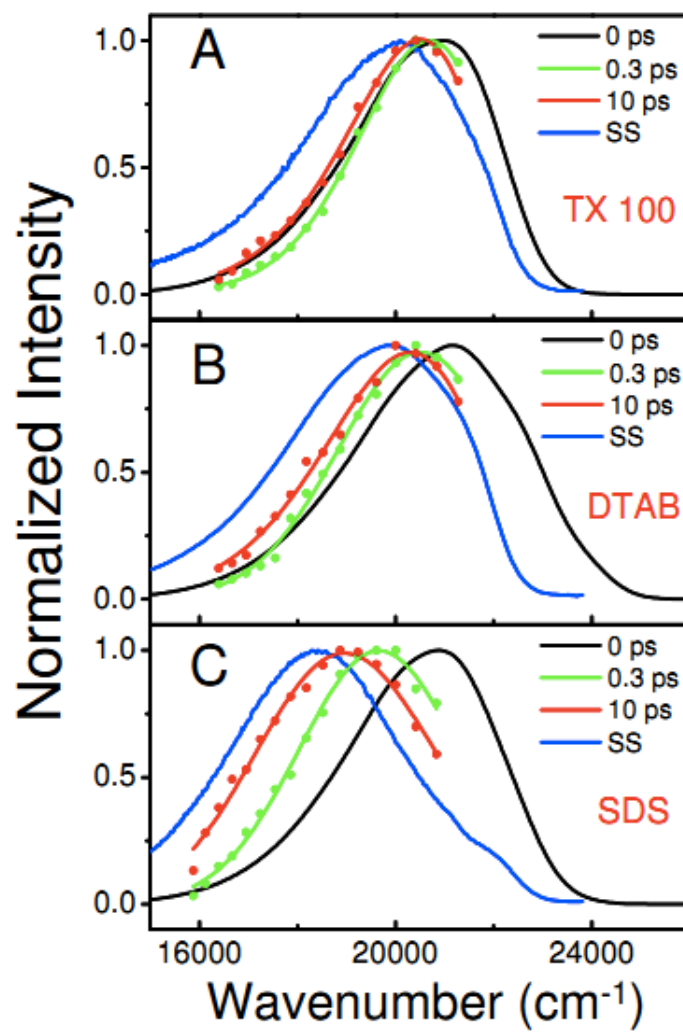 Normalized Intensity
A
1.0
0.5
0.0
0 ps
0.3 ps
10 ps
SS
TX 100
B
1.0
0.5
0.0
0 ps
0.3 ps
10 ps
SS
DTAB
C
1.0
0.5
0.0
0 ps
0.3 ps
10 ps
SS
SDS
16000 20000 24000
Wavenumber (cm⁻¹)